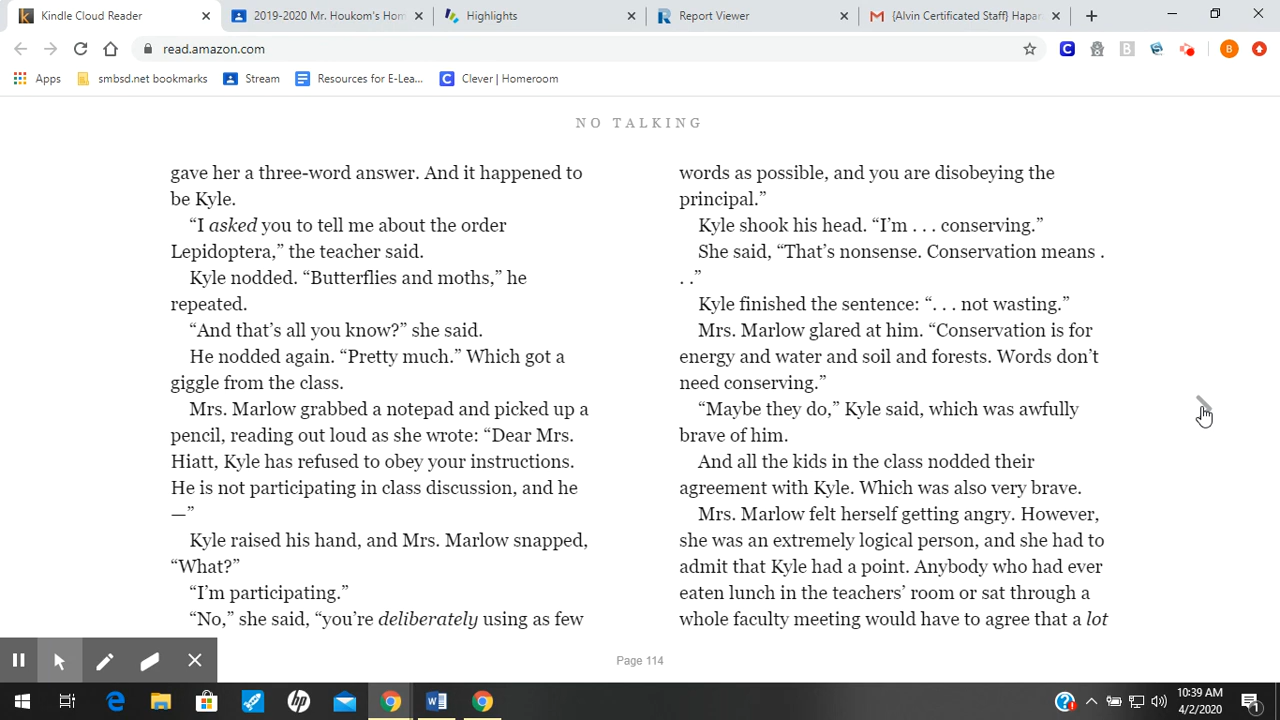 Kindle Cloud Reader
2019-2020 Mr. Houkom's Hom
Highlights
Report Viewer
{Alvin Certificated Staff} Hapar
read.amazon.com
Apps
smbsd.net bookmarks
Stream
Resources for E-Lea...
Clever | Homeroom
NO TALKING
gave her a three-word answer. And it happened to
be Kyle.
“I asked you to tell me about the order
Lepidoptera,” the teacher said.
Kyle nodded. “Butterflies and moths,” he
repeated.
“And that’s all you know?” she said.
He nodded again. “Pretty much.” Which got a
giggle from the class.
Mrs. Marlow grabbed a notepad and picked up a
pencil, reading out loud as she wrote: “Dear Mrs.
Hiatt, Kyle has refused to obey your instructions.
He is not participating in class discussion, and he
—”
Kyle raised his hand, and Mrs. Marlow snapped,
“What?”
“I’m participating.”
“No,” she said, “you’re deliberately using as few
words as possible, and you are disobeying the
principal.”
Kyle shook his head. “I’m . . . conserving.”
She said, “That’s nonsense. Conservation means .
. .”
Kyle finished the sentence: “. . . not wasting.”
Mrs. Marlow glared at him. “Conservation is for
energy and water and soil and forests. Words don’t
need conserving.”
“Maybe they do,” Kyle said, which was awfully
brave of him.
And all the kids in the class nodded their
agreement with Kyle. Which was also very brave.
Mrs. Marlow felt herself getting angry. However,
she was an extremely logical person, and she had to
admit that Kyle had a point. Anybody who had ever
eaten lunch in the teachers’ room or sat through a
whole faculty meeting would have to agree that a lot
Page 114
10:39 AM
4/2/2020